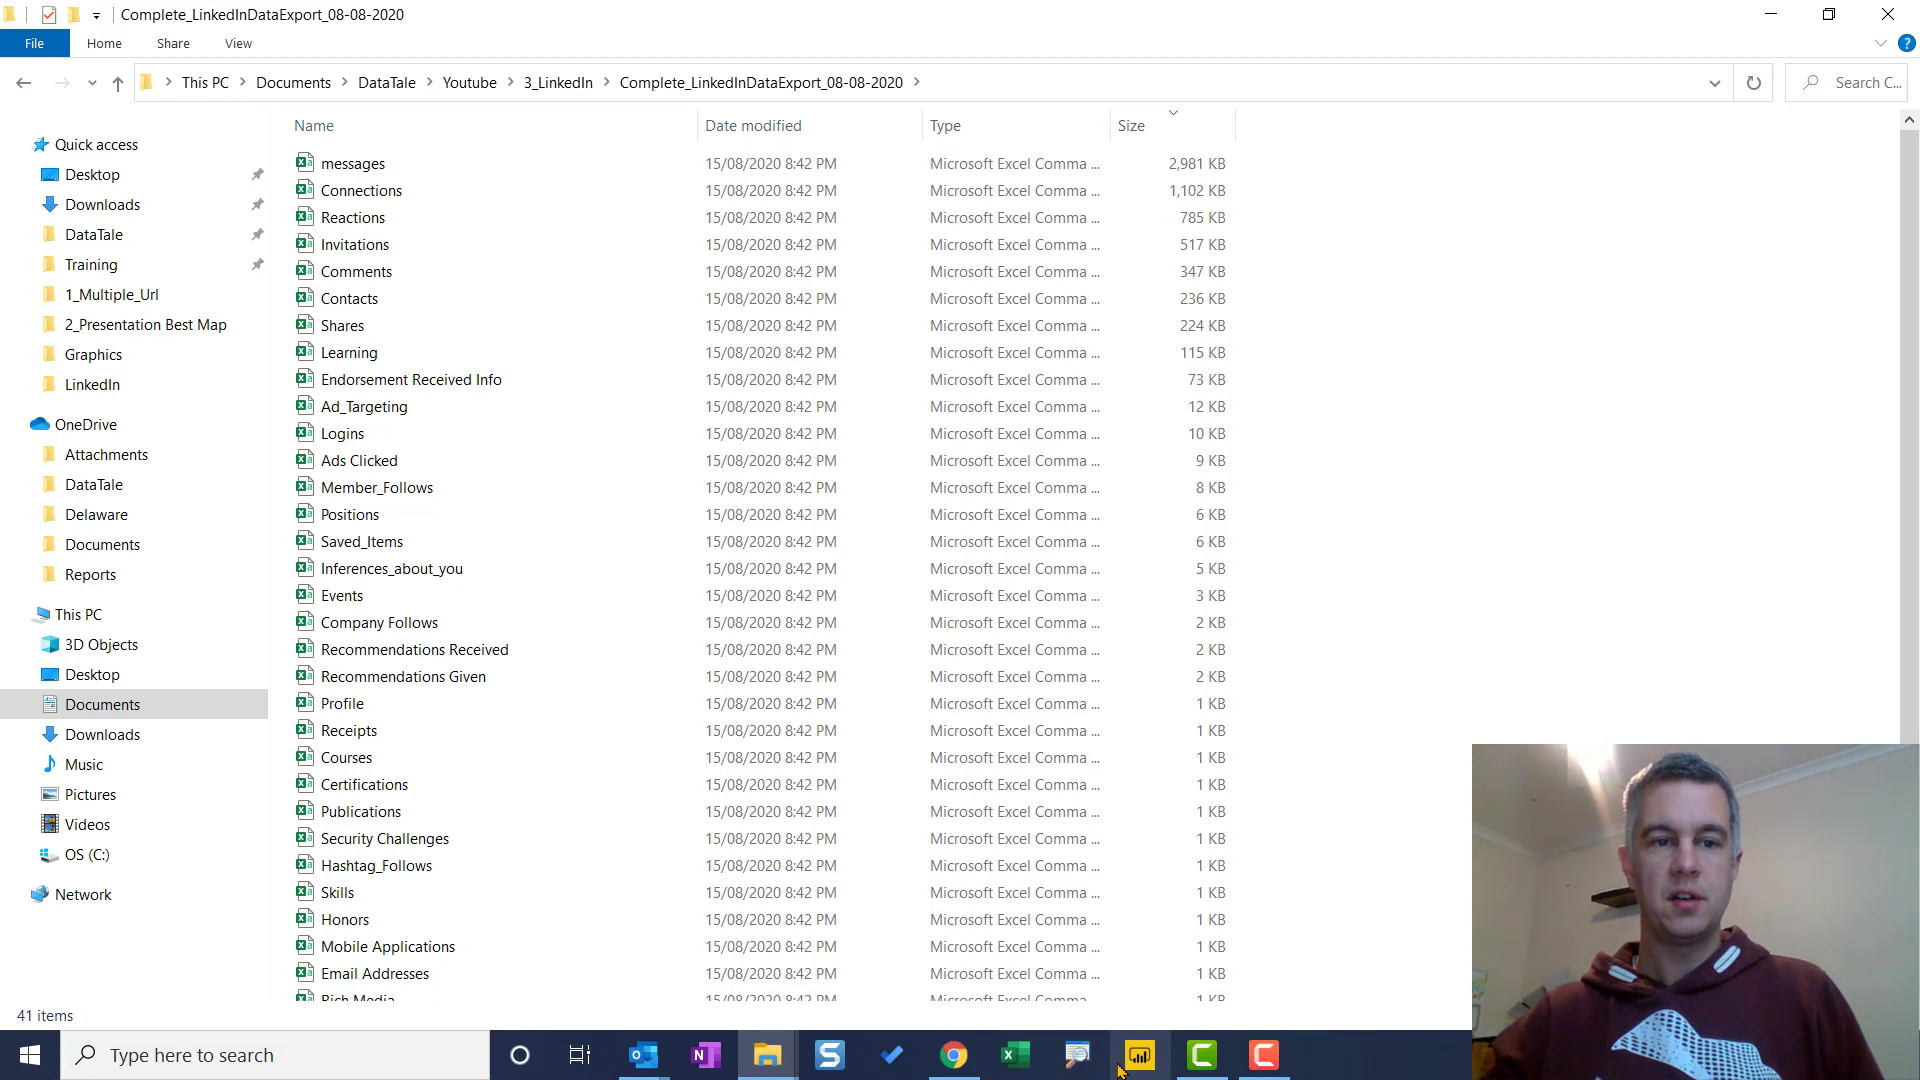 Complete_LinkedInDataExport_08-08-2020
File Home Share View
This PC Documents DataTale Youtube 3_LinkedIn Complete_LinkedInDataExport_08-08-2020 Search C...
Name Date modified Type Size
Quick access
Desktop
Downloads
DataTale
Training
1_Multiple_Url
2_Presentation Best Map
Graphics
LinkedIn
OneDrive
Attachments
DataTale
Delaware
Documents
Reports
This PC
3D Objects
Desktop
Documents
Downloads
Music
Pictures
Videos
OS (C:)
Network
messages 15/08/2020 8:42 PM Microsoft Excel Comma ... 2,981 KB
Connections 15/08/2020 8:42 PM Microsoft Excel Comma ... 1,102 KB
Reactions 15/08/2020 8:42 PM Microsoft Excel Comma ... 785 KB
Invitations 15/08/2020 8:42 PM Microsoft Excel Comma ... 517 KB
Comments 15/08/2020 8:42 PM Microsoft Excel Comma ... 347 KB
Contacts 15/08/2020 8:42 PM Microsoft Excel Comma ... 236 KB
Shares 15/08/2020 8:42 PM Microsoft Excel Comma ... 224 KB
Learning 15/08/2020 8:42 PM Microsoft Excel Comma ... 115 KB
Endorsement Received Info 15/08/2020 8:42 PM Microsoft Excel Comma ... 73 KB
Ad_Targeting 15/08/2020 8:42 PM Microsoft Excel Comma ... 12 KB
Logins 15/08/2020 8:42 PM Microsoft Excel Comma ... 10 KB
Ads Clicked 15/08/2020 8:42 PM Microsoft Excel Comma ... 9 KB
Member_Follows 15/08/2020 8:42 PM Microsoft Excel Comma ... 8 KB
Positions 15/08/2020 8:42 PM Microsoft Excel Comma ... 6 KB
Saved_Items 15/08/2020 8:42 PM Microsoft Excel Comma ... 6 KB
Inferences_about_you 15/08/2020 8:42 PM Microsoft Excel Comma ... 5 KB
Events 15/08/2020 8:42 PM Microsoft Excel Comma ... 3 KB
Company Follows 15/08/2020 8:42 PM Microsoft Excel Comma ... 2 KB
Recommendations Received 15/08/2020 8:42 PM Microsoft Excel Comma ... 2 KB
Recommendations Given 15/08/2020 8:42 PM Microsoft Excel Comma ... 2 KB
Profile 15/08/2020 8:42 PM Microsoft Excel Comma ... 1 KB
Receipts 15/08/2020 8:42 PM Microsoft Excel Comma ... 1 KB
Courses 15/08/2020 8:42 PM Microsoft Excel Comma ... 1 KB
Certifications 15/08/2020 8:42 PM Microsoft Excel Comma ... 1 KB
Publications 15/08/2020 8:42 PM Microsoft Excel Comma ... 1 KB
Security Challenges 15/08/2020 8:42 PM Microsoft Excel Comma ... 1 KB
Hashtag_Follows 15/08/2020 8:42 PM Microsoft Excel Comma ... 1 KB
Skills 15/08/2020 8:42 PM Microsoft Excel Comma ... 1 KB
Honors 15/08/2020 8:42 PM Microsoft Excel Comma ... 1 KB
Mobile Applications 15/08/2020 8:42 PM Microsoft Excel Comma ... 1 KB
Email Addresses 15/08/2020 8:42 PM Microsoft Excel Comma ... 1 KB
Rich Media 15/08/2020 8:42 PM Microsoft Excel Comma ... 1 KB
41 items
Type here to search